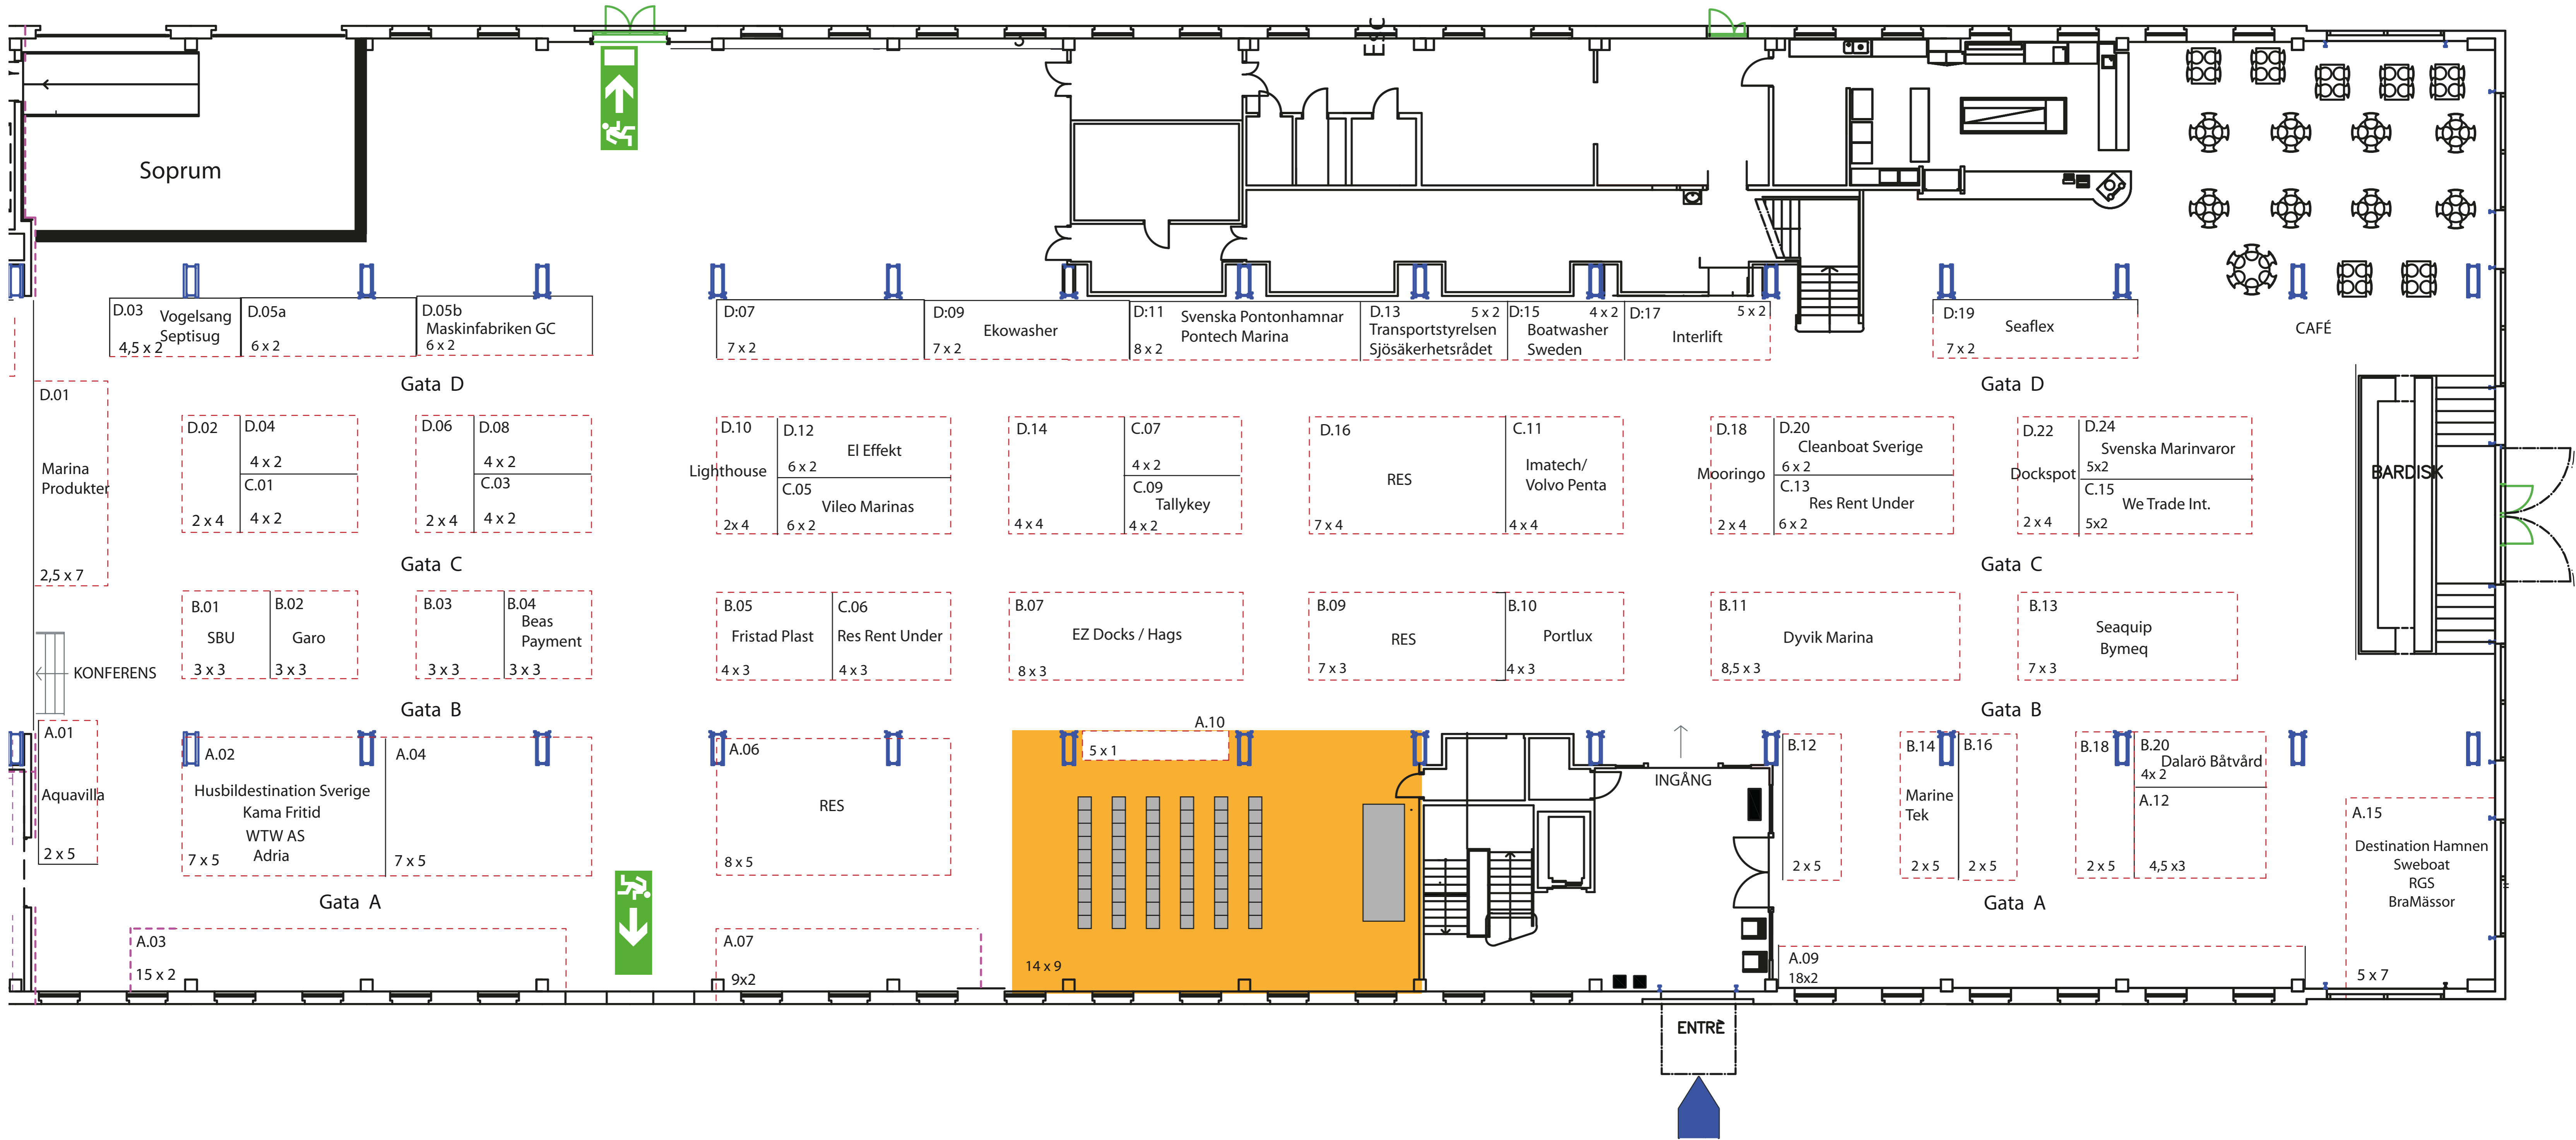 ESC
Soprum
D.03
Vogelsang
Septisug
4,5 x 2
D.05a
6 x 2
D.05b
Maskinfabriken GC
6 x 2
D:07
7 x 2
D:09
Ekowasher
7 x 2
D:11
Svenska Pontonhamnar
Pontech Marina
8 x 2
D.13
5 x 2
Transportstyrelsen
Sjösäkerhetsrådet
D:15
4 x 2
Boatwasher
Sweden
D:17
5 x 2
Interlift
D:19
Seaflex
7 x 2
CAFÉ
Gata D
Gata D
D.01
Marina
Produkter
2,5 x 7
D.02
2 x 4
D.04
4 x 2
C.01
4 x 2
D.06
2 x 4
D.08
4 x 2
C.03
4 x 2
D.10
Lighthouse
2x 4
D.12
El Effekt
6 x 2
C.05
Vileo Marinas
6 x 2
D.14
4 x 4
C.07
4 x 2
C.09
Tallykey
4 x 2
D.16
RES
7 x 4
C.11
Imatech/
Volvo Penta
4 x 4
D.18
Mooringo
2 x 4
D.20
Cleanboat Sverige
6 x 2
C.13
Res Rent Under
6 x 2
D.22
Dockspot
2 x 4
D.24
Svenska Marinvaror
5x2
C.15
We Trade Int.
5x2
BARDISK
Gata C
Gata C
B.01
SBU
3 x 3
B.02
Garo
3 x 3
B.03
3 x 3
B.04
Beas
Payment
3 x 3
B.05
Fristad Plast
4 x 3
C.06
Res Rent Under
4 x 3
B.07
EZ Docks / Hags
8 x 3
B.09
RES
7 x 3
B.10
Portlux
4 x 3
B.11
Dyvik Marina
8,5 x 3
B.13
Seaquip
Bymeq
7 x 3
KONFERENS
Gata B
Gata B
A.01
Aquavilla
2 x 5
A.02
Husbildestination Sverige
Kama Fritid
WTW AS
Adria
7 x 5
A.04
7 x 5
A.06
RES
8 x 5
A.10
5 x 1
14 x 9
INGÅNG
B.12
2 x 5
B.14
Marine
Tek
2 x 5
B.16
2 x 5
B.18
2 x 5
B.20
Dalarö Båtvård
4x 2
A.12
4,5 x3
A.15
Destination Hamnen
Sweboat
RGS
BraMässor
5 x 7
Gata A
Gata A
A.03
15 x 2
A.07
9x2
A.09
18x2
ENTRÈ